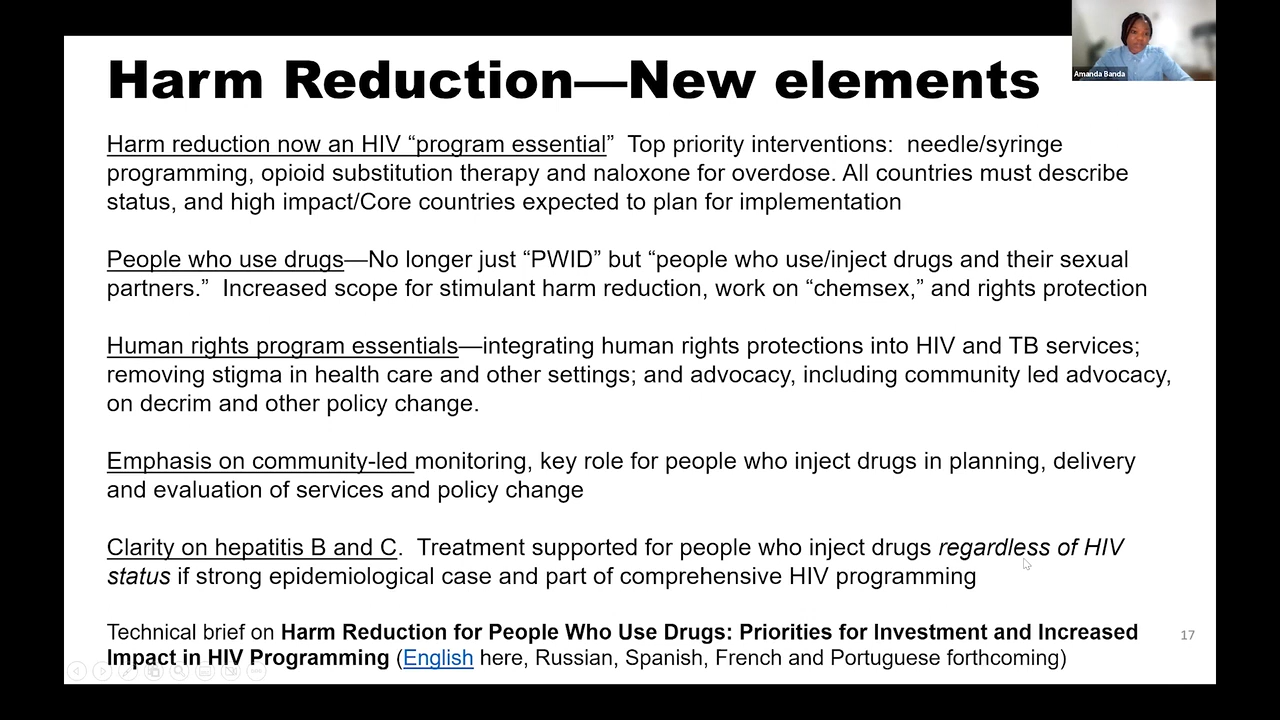 Harm Reduction—New elements
Amanda Banda
Harm reduction now an HIV “program essential”  Top priority interventions:  needle/syringe
programming, opioid substitution therapy and naloxone for overdose. All countries must describe
status, and high impact/Core countries expected to plan for implementation
People who use drugs—No longer just “PWID” but “people who use/inject drugs and their sexual
partners.”  Increased scope for stimulant harm reduction, work on “chemsex,” and rights protection
Human rights program essentials—integrating human rights protections into HIV and TB services;
removing stigma in health care and other settings; and advocacy, including community led advocacy,
on decrim and other policy change.
Emphasis on community-led monitoring, key role for people who inject drugs in planning, delivery
and evaluation of services and policy change
Clarity on hepatitis B and C.  Treatment supported for people who inject drugs regardless of HIV
status if strong epidemiological case and part of comprehensive HIV programming
Technical brief on Harm Reduction for People Who Use Drugs: Priorities for Investment and Increased
Impact in HIV Programming (English here, Russian, Spanish, French and Portuguese forthcoming)
17